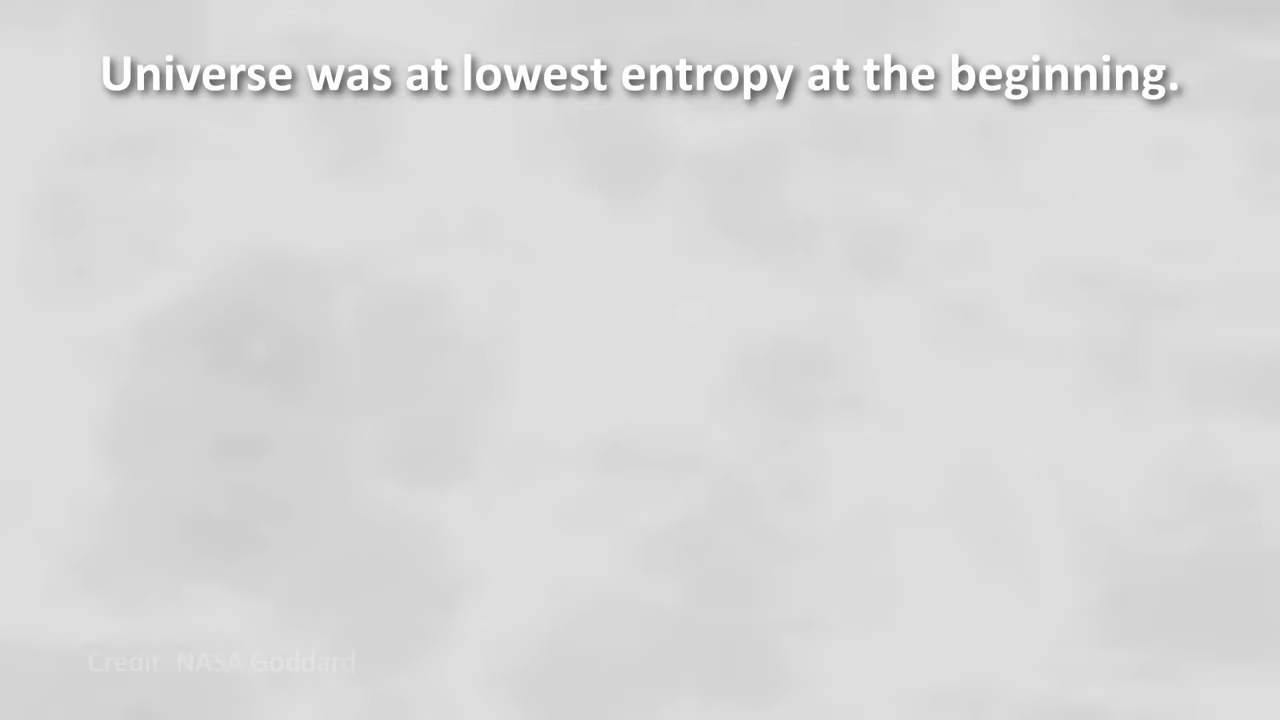 Universe was at lowest entropy at the beginning.
Credit NASA Goddard